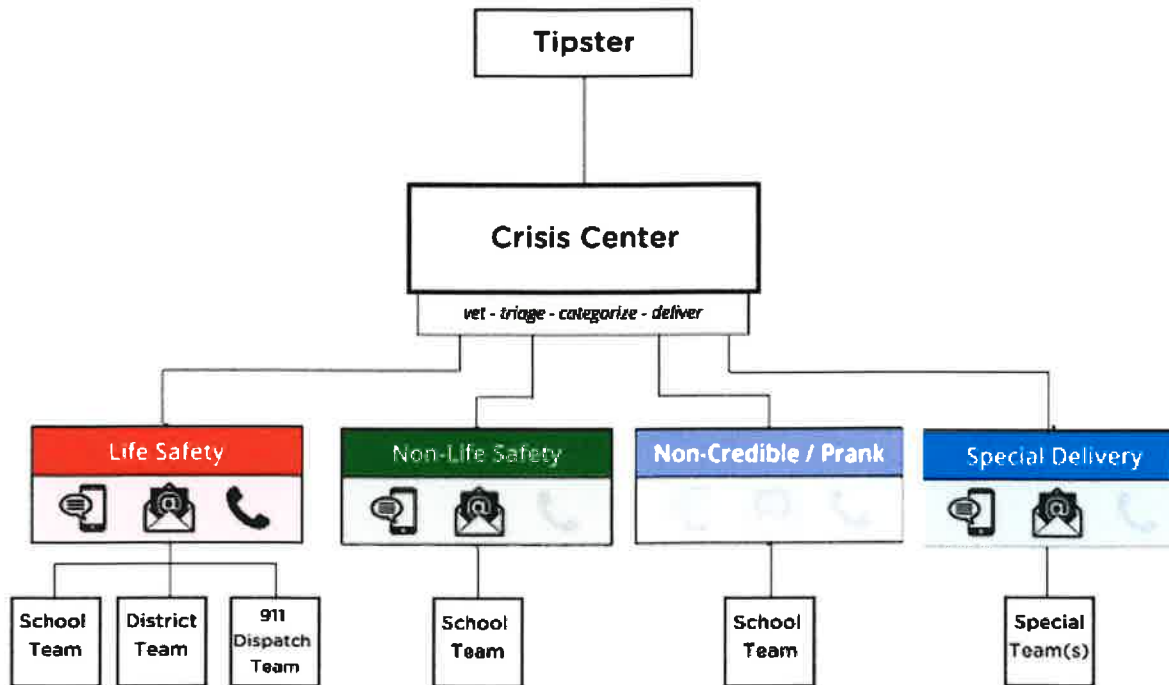 Tipster
Crisis Center
vet - triage - categorize - deliver
Life Safety
Non-Life Safety
Non-Credible / Prank
Special Delivery
School
Team
District
Team
911
Dispatch
Team
School
Team
School
Team
Special
Team(s)